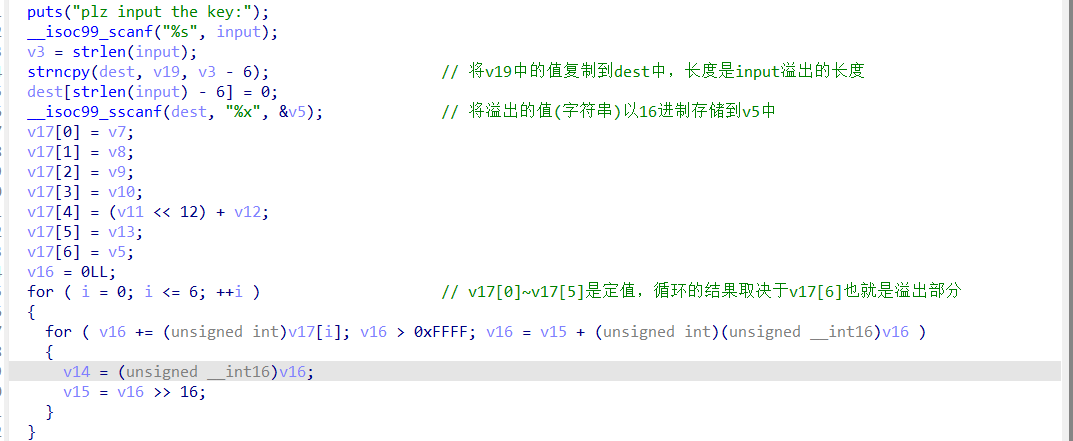 puts("plz input the key:");
__isoc99_scanf("%s", input);
v3 = strlen(input);
strncpy(dest, v19, v3 - 6); // 将v19中的值复制到dest中，长度是input溢出的长度
dest[strlen(input) - 6] = 0;
__isoc99_sscanf(dest, "%x", &v5); // 将溢出的值(字符串)以16进制存储到v5中
v17[0] = v7;
v17[1] = v8;
v17[2] = v9;
v17[3] = v10;
v17[4] = (v11 << 12) + v12;
v17[5] = v13;
v17[6] = v5;
v16 = 0LL;
for ( i = 0; i <= 6; ++i ) // v17[0]~v17[5]是定值，循环的结果取决于v17[6]也就是溢出部分
{
for ( v16 += (unsigned int)v17[i]; v16 > 0xFFFF; v16 = v15 + (unsigned int)(unsigned __int16)v16 )
{
v14 = (unsigned __int16)v16;
v15 = v16 >> 16;
}
}